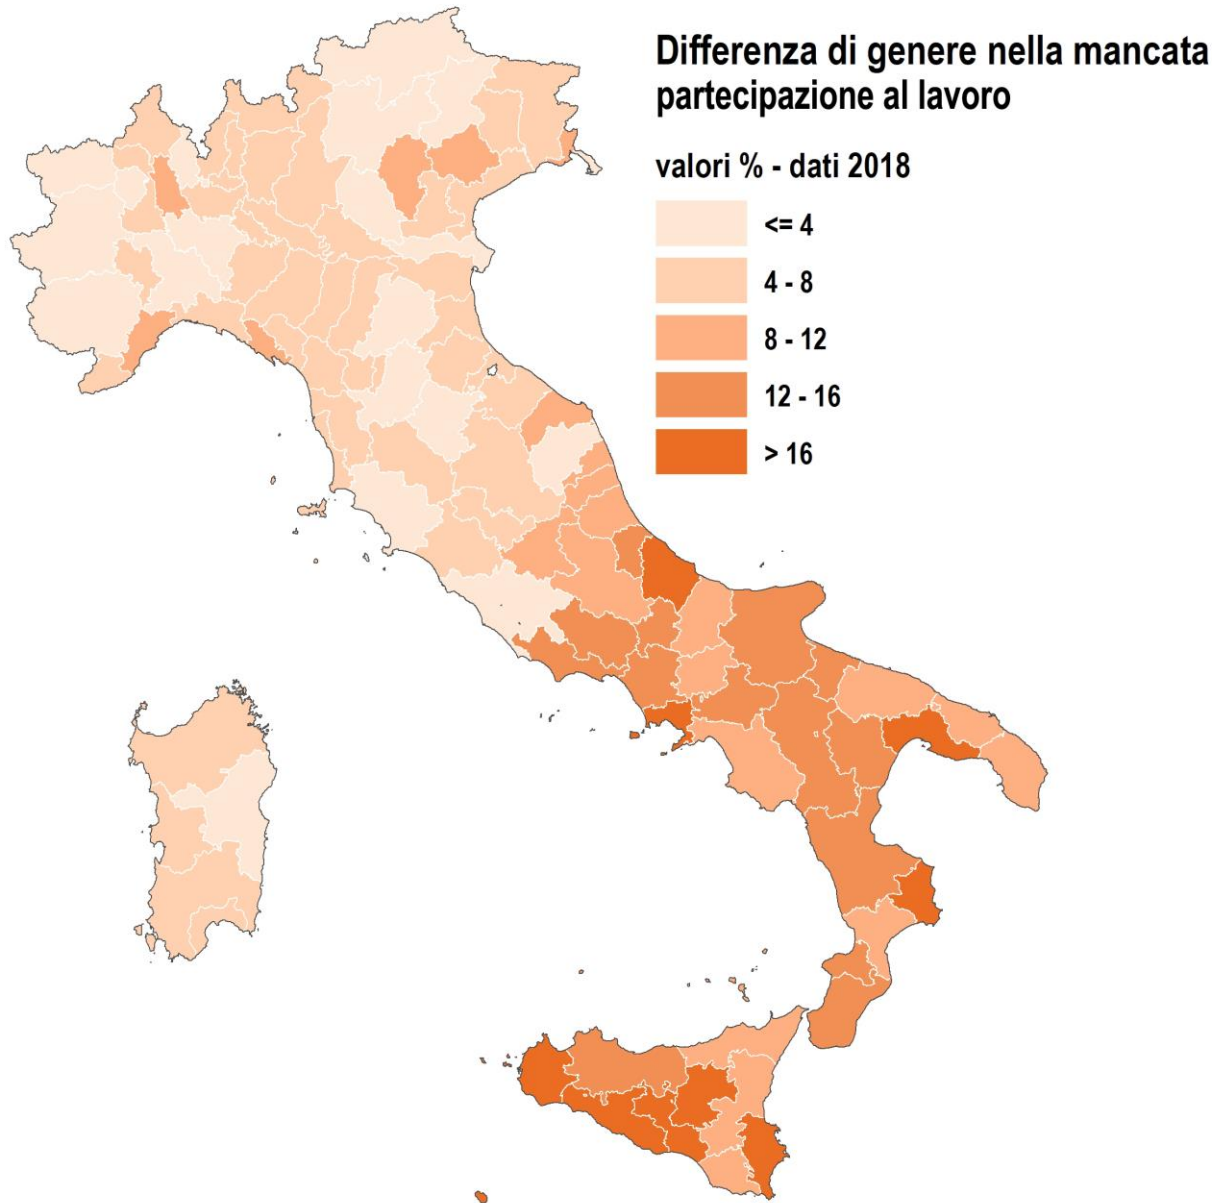 Differenza di genere nella mancata
partecipazione al lavoro
valori % - dati 2018
<= 4
4 - 8
8 - 12
12 - 16
> 16